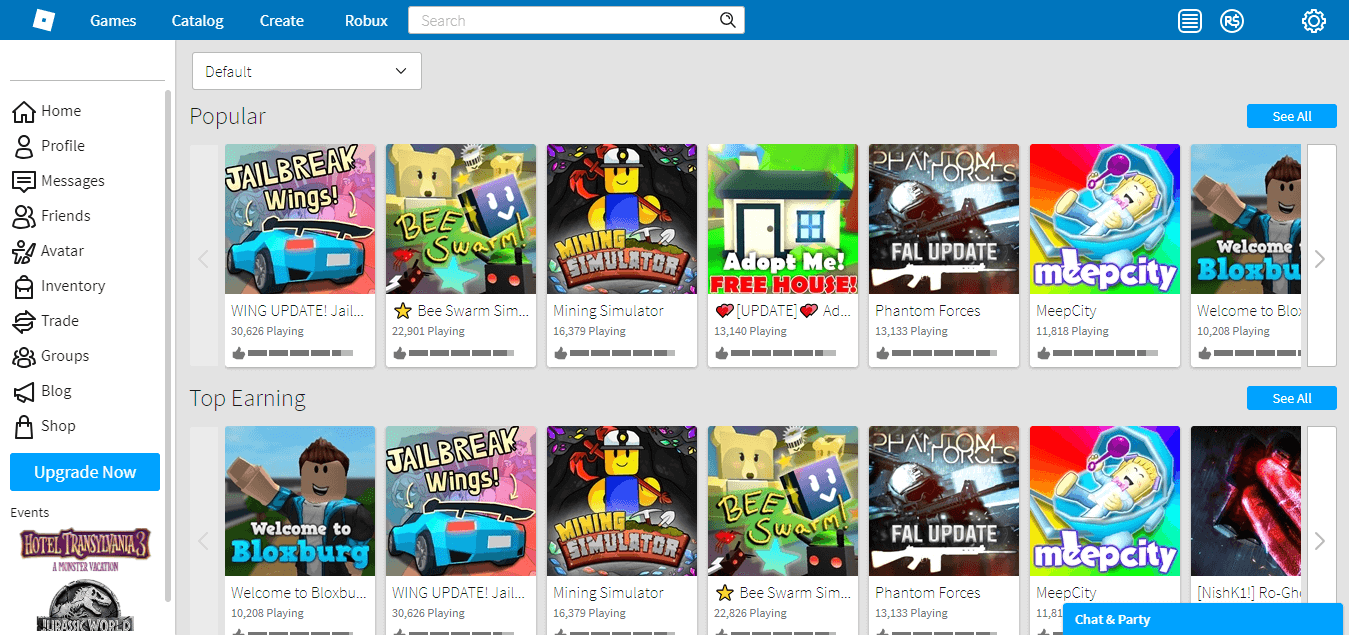 Games Catalog Create Robux Search R$
Default
Home
Profile
Messages
Friends
Avatar
Inventory
Trade
Groups
Blog
Shop
Upgrade Now
Events
HOTEL TRANSYLVANIA 3
A MONSTER VACATION
JURASSIC WORLD
Popular See All
JAILBREAK
Wings!
WING UPDATE! Jail...
30,626 Playing
BEE
Swarm!
Bee Swarm Sim...
22,901 Playing
MINING
SIMULATOR
Mining Simulator
16,379 Playing
Adopt Me!
FREE HOUSE!
[UPDATE] Ad...
13,140 Playing
PHANTOM
FORCES
FAL UPDATE
Phantom Forces
13,133 Playing
meepcity
MeepCity
11,818 Playing
Welcome t
Bloxbu
Welcome to Blox
10,208 Playing
Top Earning See All
Welcome to
Bloxburg
Welcome to Bloxbu...
10,208 Playing
JAILBREAK
Wings!
WING UPDATE! Jail...
30,626 Playing
MINING
SIMULATOR
Mining Simulator
16,379 Playing
BEE
Swarm!
Bee Swarm Sim...
22,826 Playing
PHANTOM
FORCES
FAL UPDATE
Phantom Forces
13,133 Playing
meepcity
MeepCity
11,81
[NishK1!] Ro-Gho
Chat & Party